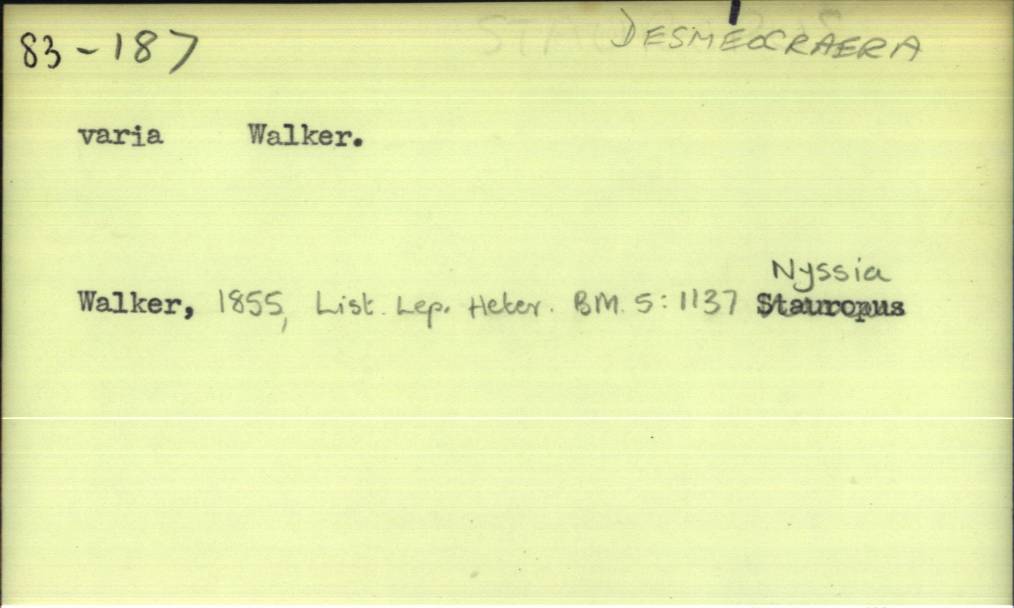 DESMEOCRAERA
83-187
varia Walker.
Nyssia
Walker, 1855, List. Lep. Heter. BM. 5:1137 Stauropus